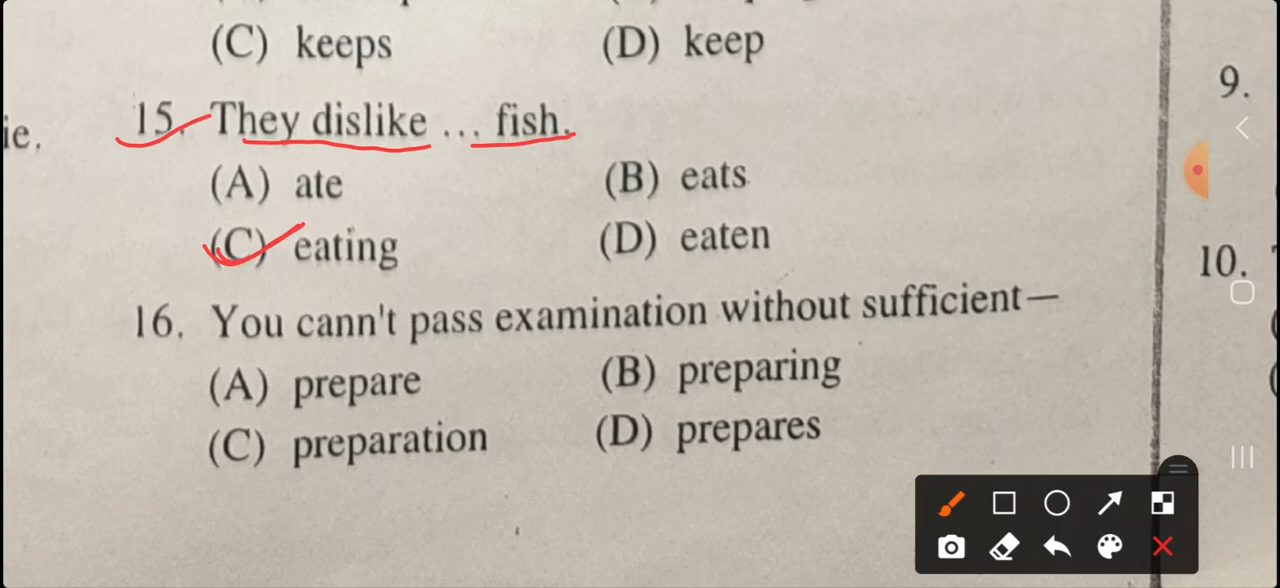 (C) keeps (D) keep
15. They dislike ... fish.
(A) ate (B) eats
(C) eating (D) eaten
16. You cann't pass examination without sufficient—
(A) prepare (B) preparing
(C) preparation (D) prepares
ie.
9.
10.